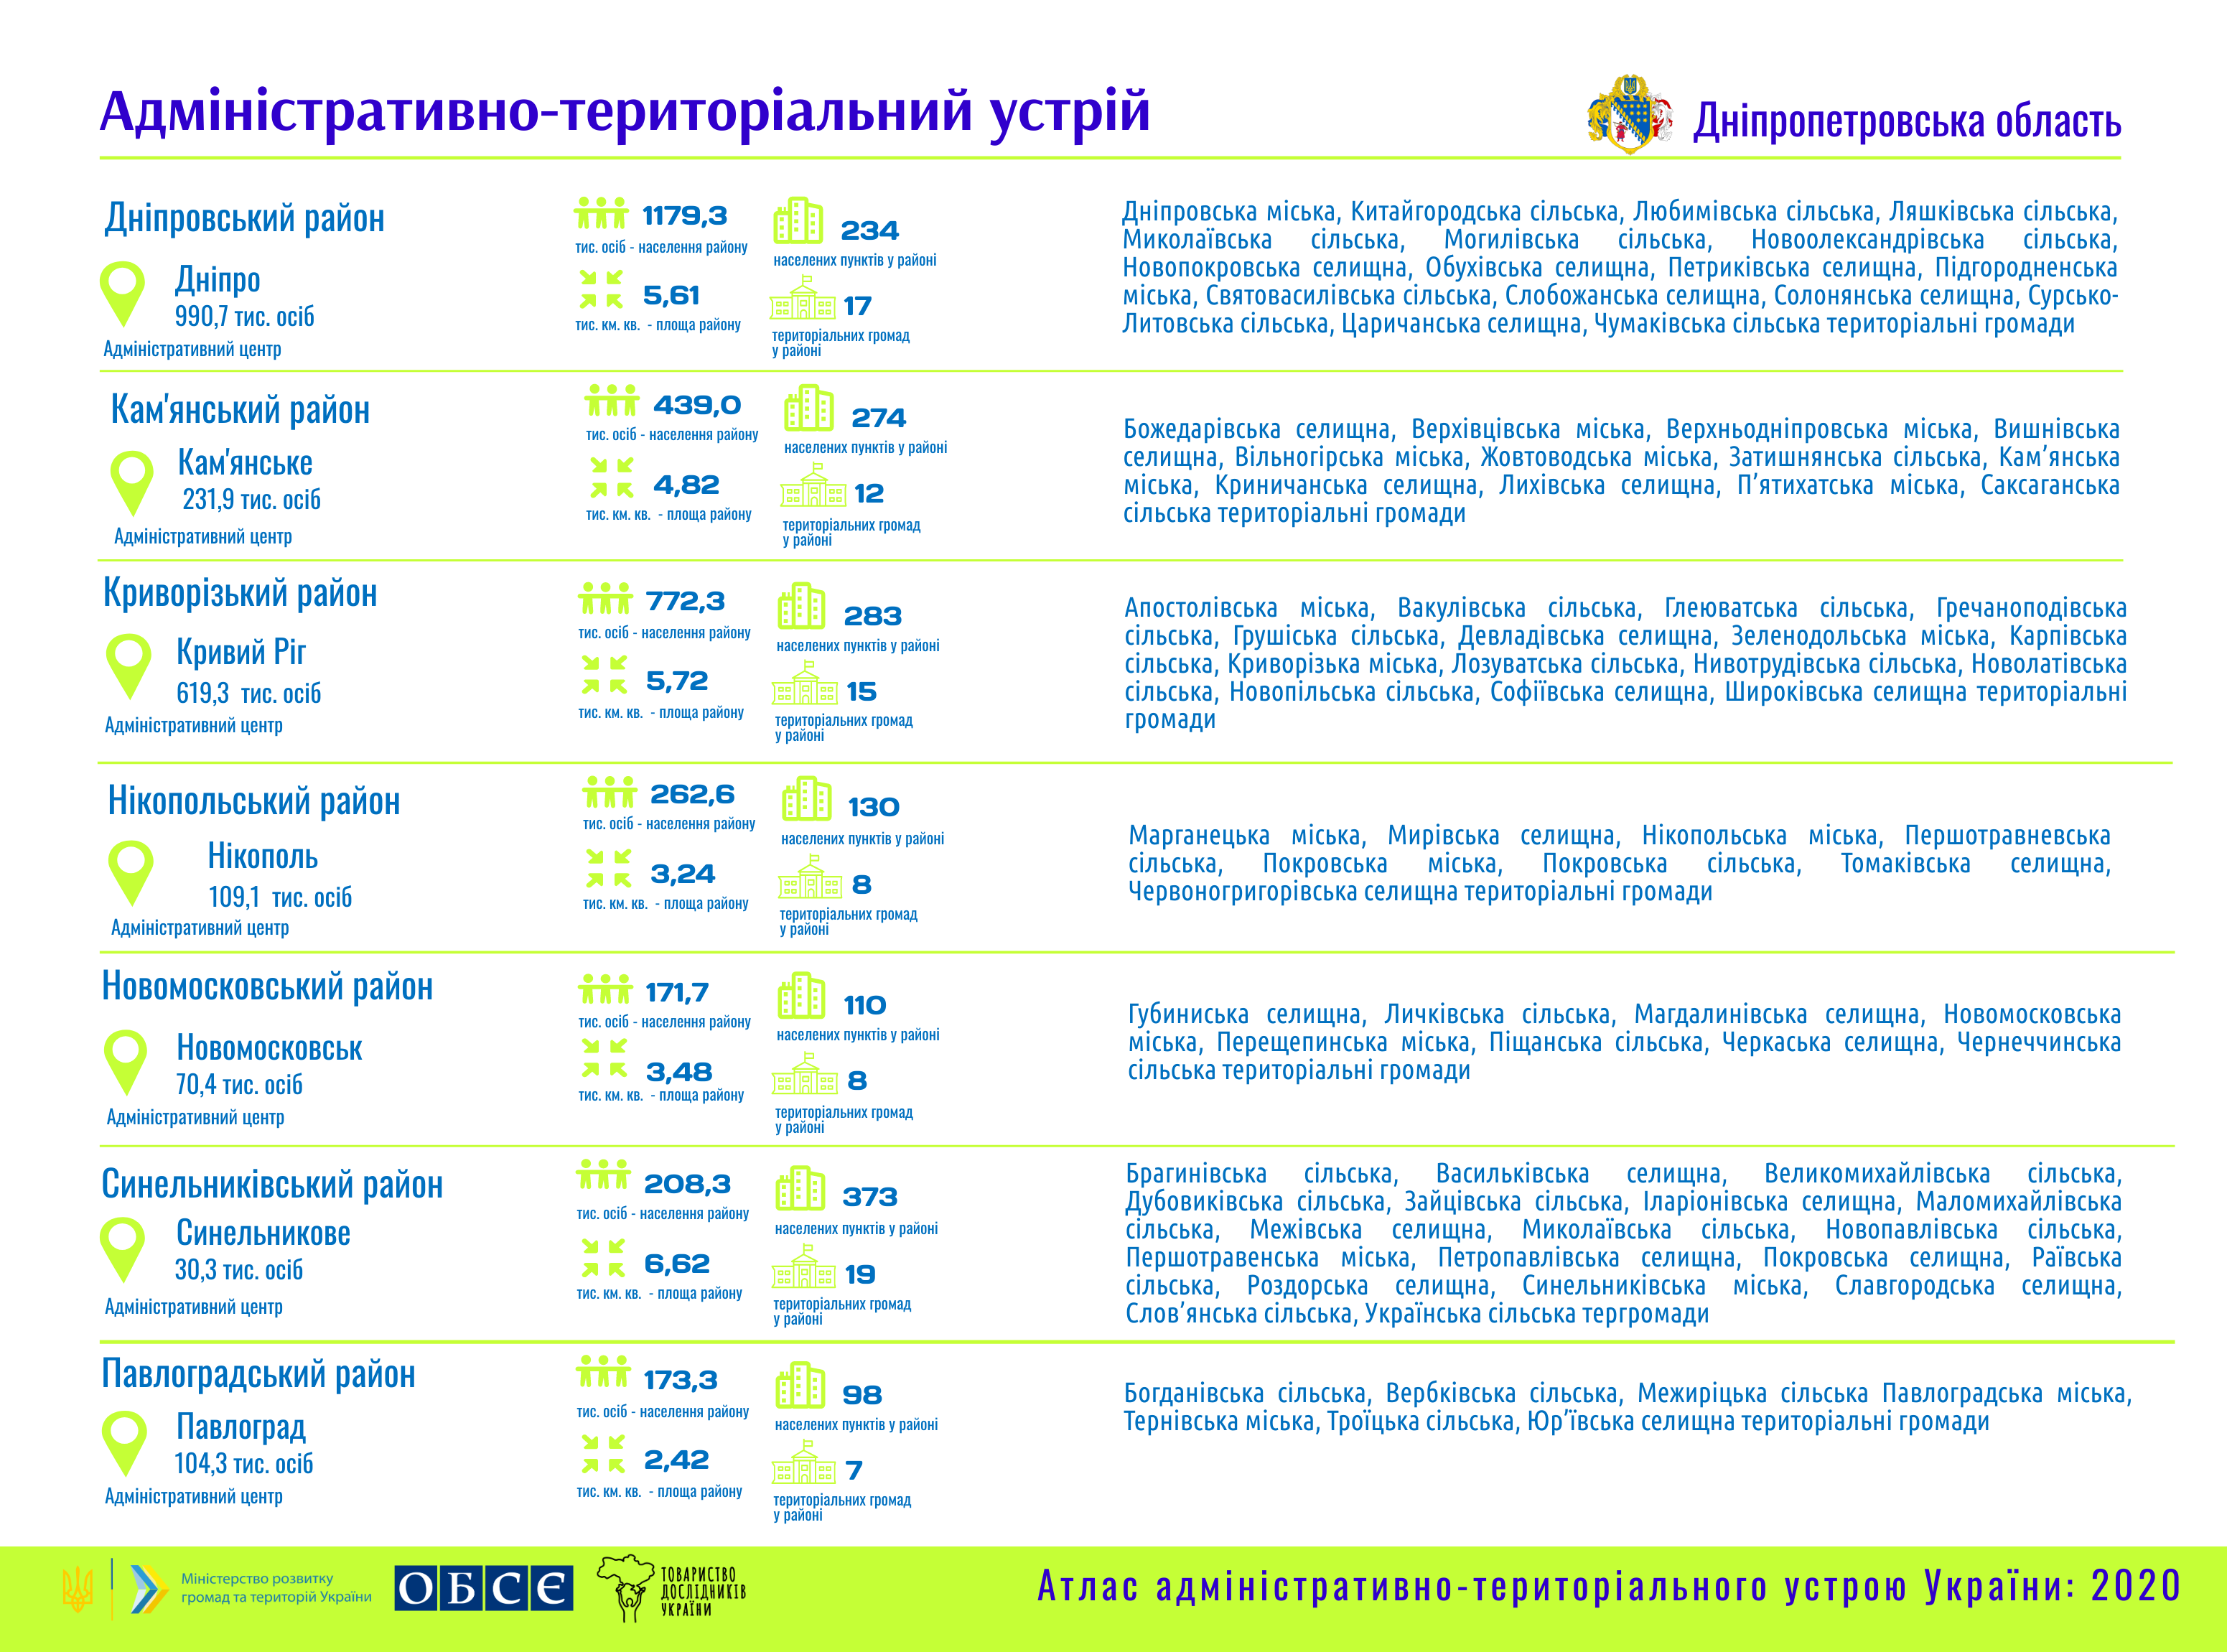 Адміністративно-територіальний устрій
Дніпропетровська область
Дніпровський район
Дніпро
990,7 тис. осіб
Адміністративний центр
1179,3
тис. осіб - населення району
5,61
тис. км. кв. - площа району
234
населених пунктів у районі
17
територіальних громад
у районі
Дніпровська міська, Китайгородська сільська, Любимівська сільська, Ляшківська сільська,
Миколаївська сільська, Могилівська сільська, Новоолександрівська сільська,
Новопокровська селищна, Обухівська селищна, Петриківська селищна, Підгородненська
міська, Святовасилівська сільська, Слобожанська селищна, Солонянська селищна, Сурсько-
Литовська сільська, Царичанська селищна, Чумаківська сільська територіальні громади
Кам'янський район
Кам'янське
231,9 тис. осіб
Адміністративний центр
439,0
тис. осіб - населення району
4,82
тис. км. кв. - площа району
274
населених пунктів у районі
12
територіальних громад
у районі
Божедарівська селищна, Верхівцівська міська, Верхньодніпровська міська, Вишнівська
селищна, Вільногірська міська, Жовтоводська міська, Затишнянська сільська, Кам’янська
міська, Криничанська селищна, Лихівська селищна, П’ятихатська міська, Саксаганська
сільська територіальні громади
Криворізький район
Кривий Ріг
619,3 тис. осіб
Адміністративний центр
772,3
тис. осіб - населення району
5,72
тис. км. кв. - площа району
283
населених пунктів у районі
15
територіальних громад
у районі
Апостолівська міська, Вакулівська сільська, Глеюватська сільська, Гречаноподівська
сільська, Грушіська сільська, Девладівська селищна, Зеленодольська міська, Карпівська
сільська, Криворізька міська, Лозуватська сільська, Нивотрудівська сільська, Новолатівська
сільська, Новопільська сільська, Софіївська селищна, Широківська селищна територіальні
громади
Нікопольський район
Нікополь
109,1 тис. осіб
Адміністративний центр
262,6
тис. осіб - населення району
3,24
тис. км. кв. - площа району
130
населених пунктів у районі
8
територіальних громад
у районі
Марганецька міська, Мирівська селищна, Нікопольська міська, Першотравневська
сільська, Покровська міська, Покровська сільська, Томаківська селищна,
Червоногригорівська селищна територіальні громади
Новомосковський район
Новомосковськ
70,4 тис. осіб
Адміністративний центр
171,7
тис. осіб - населення району
3,48
тис. км. кв. - площа району
110
населених пунктів у районі
8
територіальних громад
у районі
Губиниська селищна, Личківська сільська, Магдалинівська селищна, Новомосковська
міська, Перещепинська міська, Піщанська сільська, Черкаська селищна, Чернеччинська
сільська територіальні громади
Синельниківський район
Синельникове
30,3 тис. осіб
Адміністративний центр
208,3
тис. осіб - населення району
6,62
тис. км. кв. - площа району
373
населених пунктів у районі
19
територіальних громад
у районі
Брагинівська сільська, Васильківська селищна, Великомихайлівська сільська,
Дубовиківська сільська, Зайцівська сільська, Іларіонівська селищна, Маломихайлівська
сільська, Межівська селищна, Миколаївська сільська, Новопавлівська сільська,
Першотравенська міська, Петропавлівська селищна, Покровська селищна, Раївська
сільська, Роздорська селищна, Синельниківська міська, Славгородська селищна,
Слов’янська сільська, Українська сільська тергромади
Павлоградський район
Павлоград
104,3 тис. осіб
Адміністративний центр
173,3
тис. осіб - населення району
2,42
тис. км. кв. - площа району
98
населених пунктів у районі
7
територіальних громад
у районі
Богданівська сільська, Вербківська сільська, Межиріцька сільська Павлоградська міська,
Тернівська міська, Троїцька сільська, Юр’ївська селищна територіальні громади
Міністерство розвитку
громад та територій України
ОБСЄ
ТОВАРИСТВО
ДОСЛІДНИКІВ
УКРАЇНИ
Атлас адміністративно-територіального устрою України: 2020